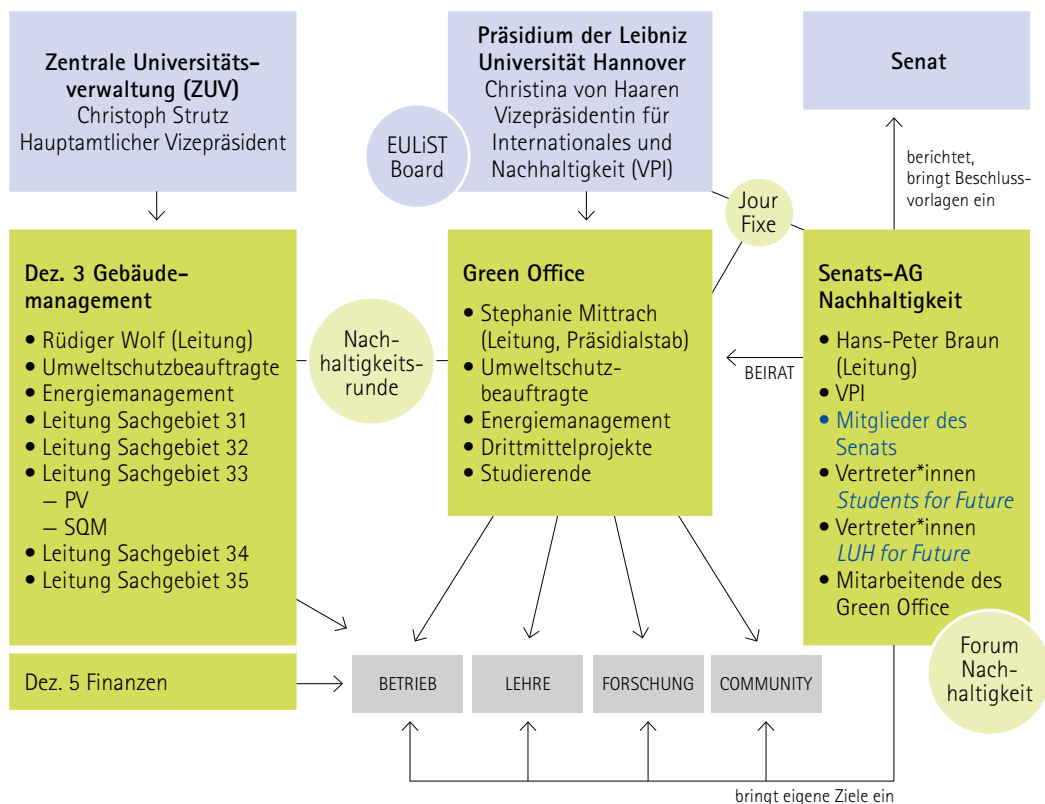 Zentrale Universitäts-
verwaltung (ZUV)
Christoph Strutz
Hauptamtlicher Vizepräsident
Präsidium der Leibniz
Universität Hannover
Christina von Haaren
Vizepräsidentin für
Internationales und
Nachhaltigkeit (VPI)
EULiST
Board
Senat
berichtet,
bringt Beschluss-
vorlagen ein
Jour
Fixe
Dez. 3 Gebäude-
management
• Rüdiger Wolf (Leitung)
• Umweltschutzbeauftragte
• Energiemanagement
• Leitung Sachgebiet 31
• Leitung Sachgebiet 32
• Leitung Sachgebiet 33
– PV
– SQM
• Leitung Sachgebiet 34
• Leitung Sachgebiet 35
Nach-
haltigkeits-
runde
Green Office
• Stephanie Mittrach
(Leitung, Präsidialstab)
• Umweltschutz-
beauftragte
• Energiemanagement
• Drittmittelprojekte
• Studierende
BEIRAT
Senats-AG
Nachhaltigkeit
• Hans-Peter Braun
(Leitung)
• VPI
• Mitglieder des
Senats
• Vertreter*innen
Students for Future
• Vertreter*innen
LUH for Future
• Mitarbeitende des
Green Office
Forum
Nach-
haltigkeit
Dez. 5 Finanzen
BETRIEB
LEHRE
FORSCHUNG
COMMUNITY
bringt eigene Ziele ein